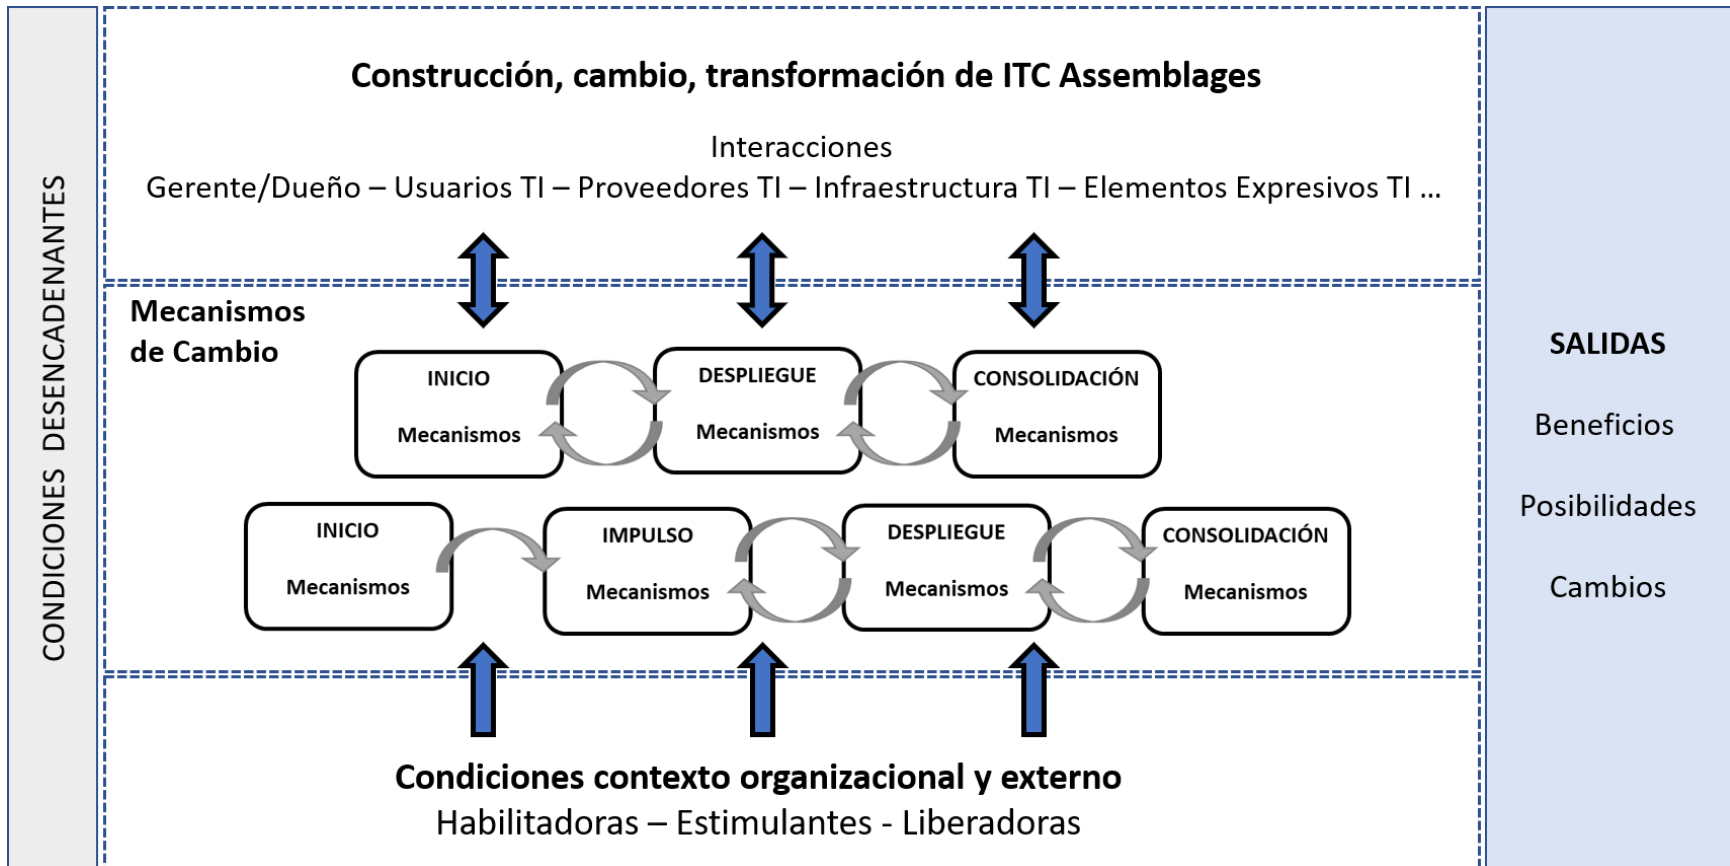 CONDICIONES DESENCADENANTES
Construcción, cambio, transformación de ITC Assemblages
Interacciones
Gerente/Dueño – Usuarios TI – Proveedores TI – Infraestructura TI – Elementos Expresivos TI ...
Mecanismos
de Cambio
INICIO
Mecanismos
DESPLIEGUE
Mecanismos
CONSOLIDACIÓN
Mecanismos
INICIO
Mecanismos
IMPULSO
Mecanismos
DESPLIEGUE
Mecanismos
CONSOLIDACIÓN
Mecanismos
Condiciones contexto organizacional y externo
Habilitadoras – Estimulantes - Liberadoras
SALIDAS
Beneficios
Posibilidades
Cambios